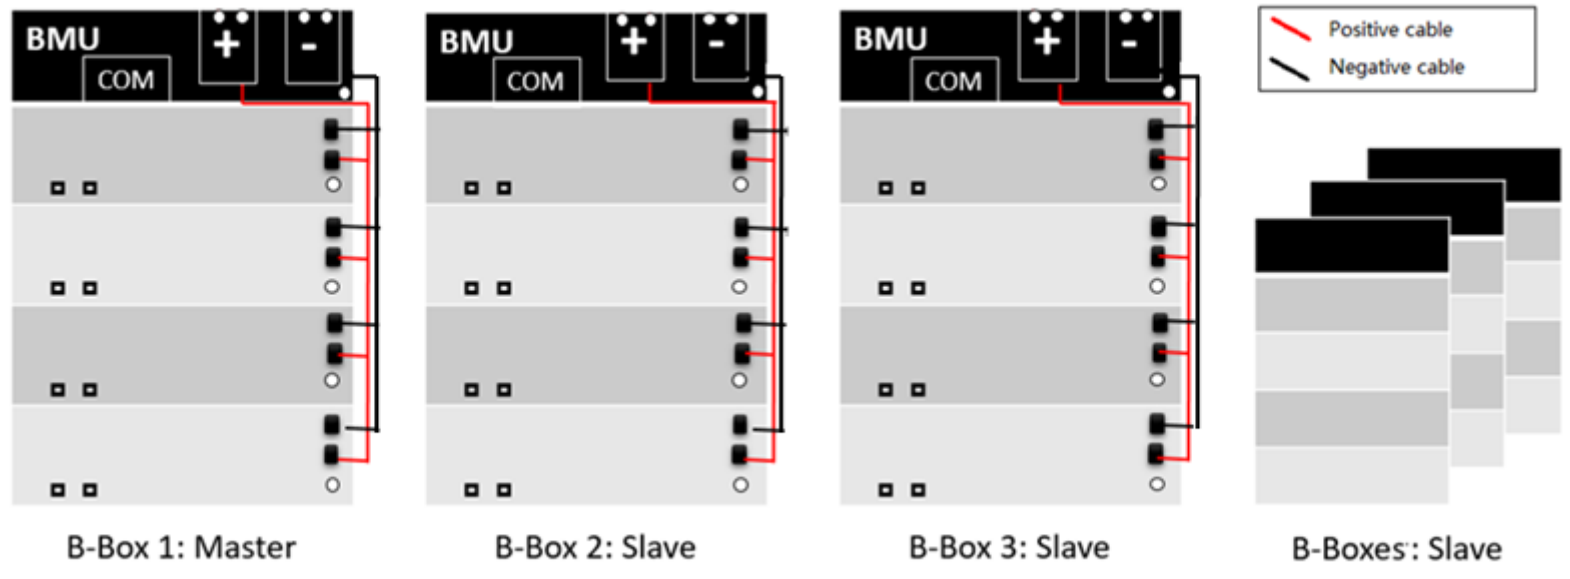 BMU
+
-
COM
BMU
+
-
COM
BMU
+
-
COM
Positive cable
Negative cable
B-Box 1: Master
B-Box 2: Slave
B-Box 3: Slave
B-Boxes: Slave